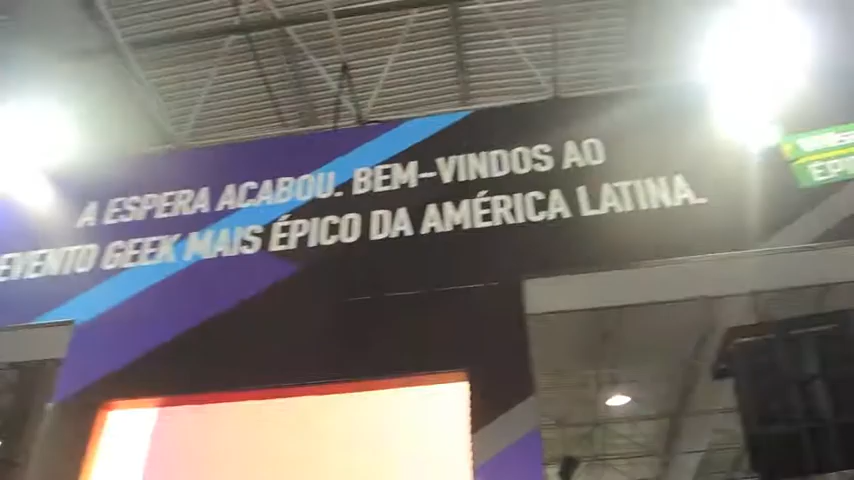 A ESPERA ACABOU. BEM-VINDOS AO
EVENTO GEEK MAIS ÉPICO DA AMÉRICA LATINA.